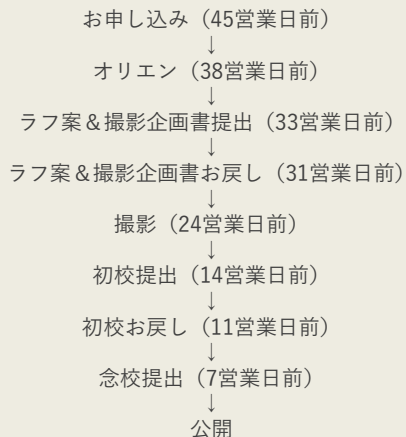 お申し込み（45営業日前）
↓
オリエン（38営業日前）
↓
ラフ案＆撮影企画書提出（33営業日前）
↓
ラフ案＆撮影企画書お戻し（31営業日前）
↓
撮影（24営業日前）
↓
初校提出（14営業日前）
↓
初校お戻し（11営業日前）
↓
念校提出（7営業日前）
↓
公開